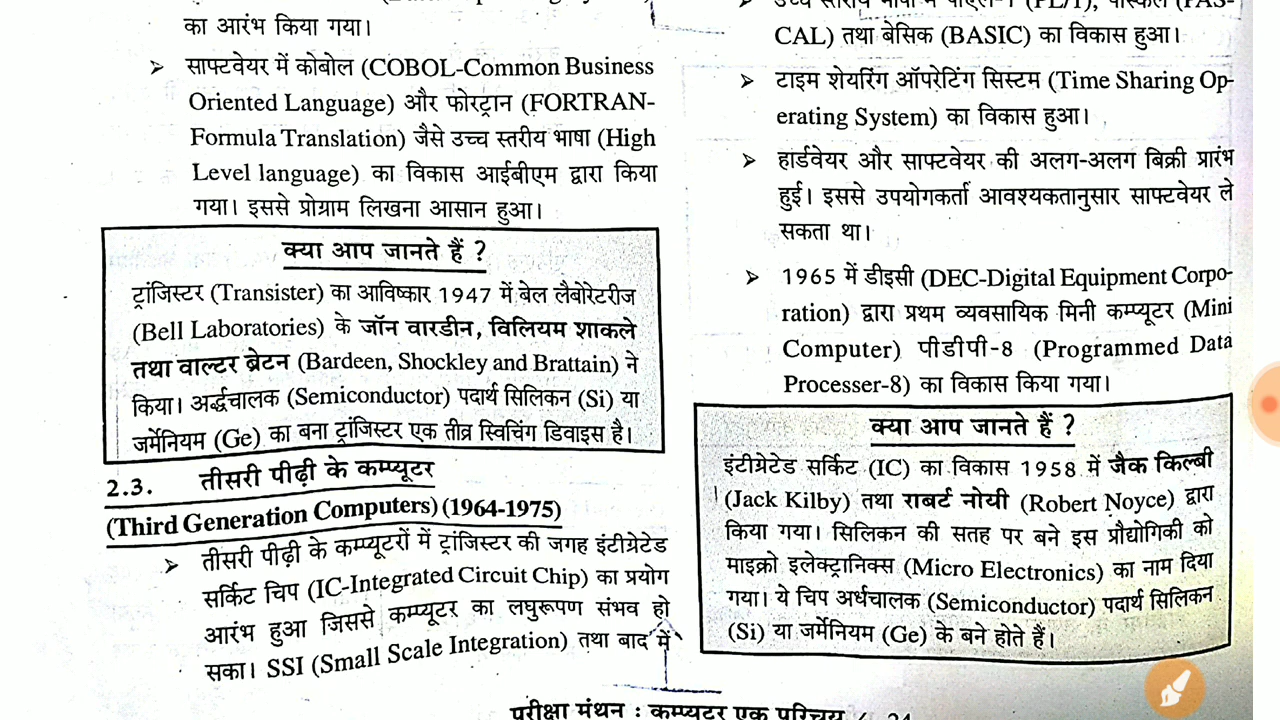 का आरंभ किया गया।
➤ साफ्टवेयर में कोबोल (COBOL-Common Business
Oriented Language) और फोरट्रान (FORTRAN-
Formula Translation) जैसे उच्च स्तरीय भाषा (High
Level language) का विकास आईबीएम द्वारा किया
गया। इससे प्रोग्राम लिखना आसान हुआ।
क्या आप जानते हैं ?
ट्रांजिस्टर (Transister) का आविष्कार 1947 में बेल लैबोरेटरीज
(Bell Laboratories) के जॉन वारडीन, विलियम शाकले
तथा वाल्टर ब्रेटन (Bardeen, Shockley and Brattain) ने
किया। अर्द्धचालक (Semiconductor) पदार्थ सिलिकन (Si) या
जर्मेनियम (Ge) का बना ट्रांजिस्टर एक तीव्र स्विचिंग डिवाइस है।
2.3. तीसरी पीढ़ी के कम्प्यूटर
(Third Generation Computers) (1964-1975)
➤ तीसरी पीढ़ी के कम्प्यूटरों में ट्रांजिस्टर की जगह इंटीग्रेटेड
सर्किट चिप (IC-Integrated Circuit Chip) का प्रयोग
आरंभ हुआ जिससे कम्प्यूटर का लघुरूपण संभव हो
सका। SSI (Small Scale Integration) तथा बाद में
उच्च स्तरीय भाषा में पीएल-1 (PL/1), पास्कल (PAS-
CAL) तथा बेसिक (BASIC) का विकास हुआ।
➤ टाइम शेयरिंग ऑपरेटिंग सिस्टम (Time Sharing Op-
erating System) का विकास हुआ।
➤ हार्डवेयर और साफ्टवेयर की अलग-अलग बिक्री प्रारंभ
हुई। इससे उपयोगकर्ता आवश्यकतानुसार साफ्टवेयर ले
सकता था।
➤ 1965 में डीइसी (DEC-Digital Equipment Corpo-
ration) द्वारा प्रथम व्यवसायिक मिनी कम्प्यूटर (Mini
Computer) पीडीपी-8 (Programmed Data
Processer-8) का विकास किया गया।
क्या आप जानते हैं ?
इंटीग्रेटेड सर्किट (IC) का विकास 1958 में जैक किल्बी
(Jack Kilby) तथा राबर्ट नोयी (Robert Noyce) द्वारा
किया गया। सिलिकन की सतह पर बने इस प्रौद्योगिकी को
माइक्रो इलेक्ट्रानिक्स (Micro Electronics) का नाम दिया
गया। ये चिप अर्धचालक (Semiconductor) पदार्थ सिलिकन
(Si) या जर्मेनियम (Ge) के बने होते हैं।
परीक्षा मंथन : कम्प्यूटर एक परिचय